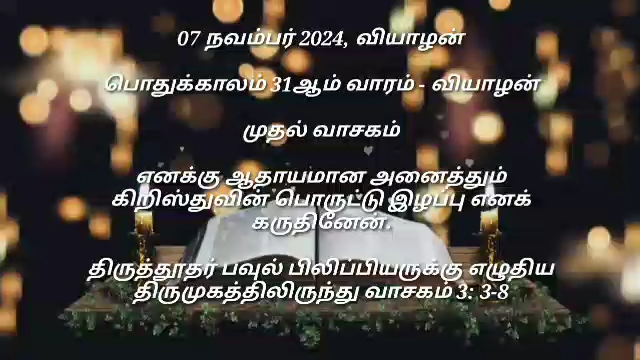 07 நவம்பர் 2024, வியாழன்
பொதுக்காலம் 31ஆம் வாரம் - வியாழன்
முதல் வாசகம்
எனக்கு ஆதாயமான அனைத்தும்
கிறிஸ்துவின் பொருட்டு இழப்பு எனக்
கருதினேன்.
திருத்தூதர் பவுல் பிலிப்பியருக்கு எழுதிய
திருமுகத்திலிருந்து வாசகம் 3: 3-8